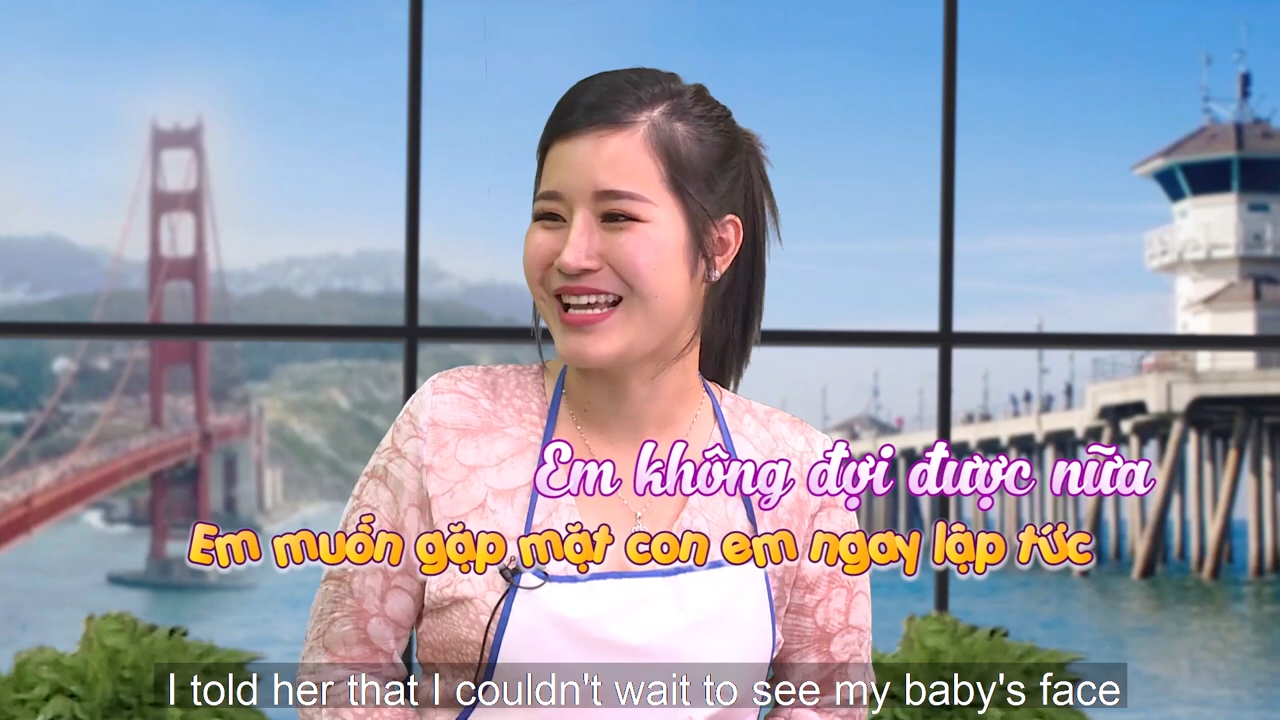 Em không đợi được nữa
Em muốn gặp mặt con em ngay lập tức
I told her that I couldn't wait to see my baby's face